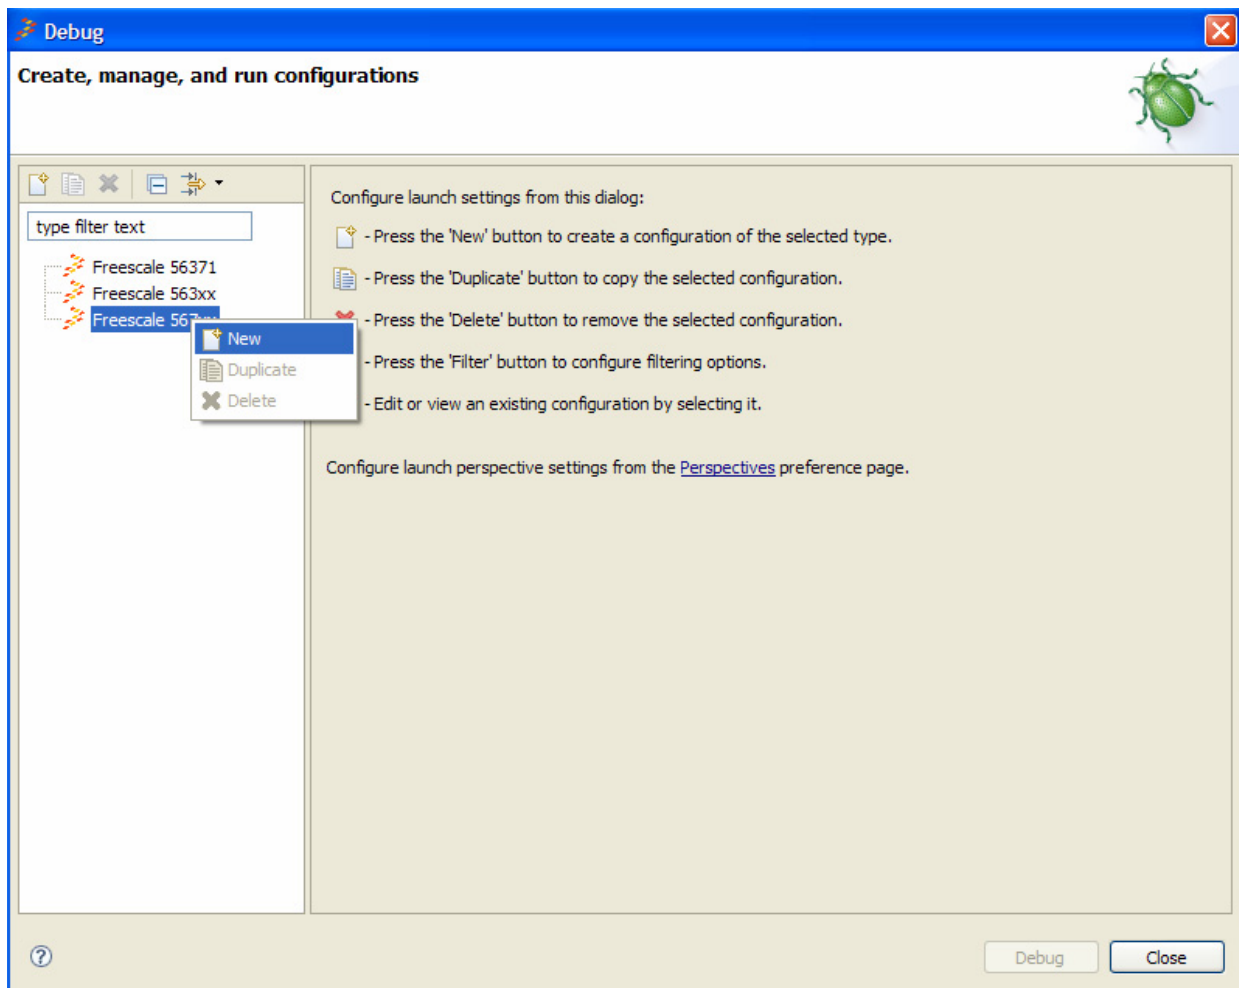 Debug
Create, manage, and run configurations
type filter text
Freescale 56371
Freescale 563xx
Freescale
New
Duplicate
Delete
Configure launch settings from this dialog:
- Press the 'New' button to create a configuration of the selected type.
- Press the 'Duplicate' button to copy the selected configuration.
- Press the 'Delete' button to remove the selected configuration.
- Press the 'Filter' button to configure filtering options.
- Edit or view an existing configuration by selecting it.
Configure launch perspective settings from the Perspectives preference page.
Debug
Close